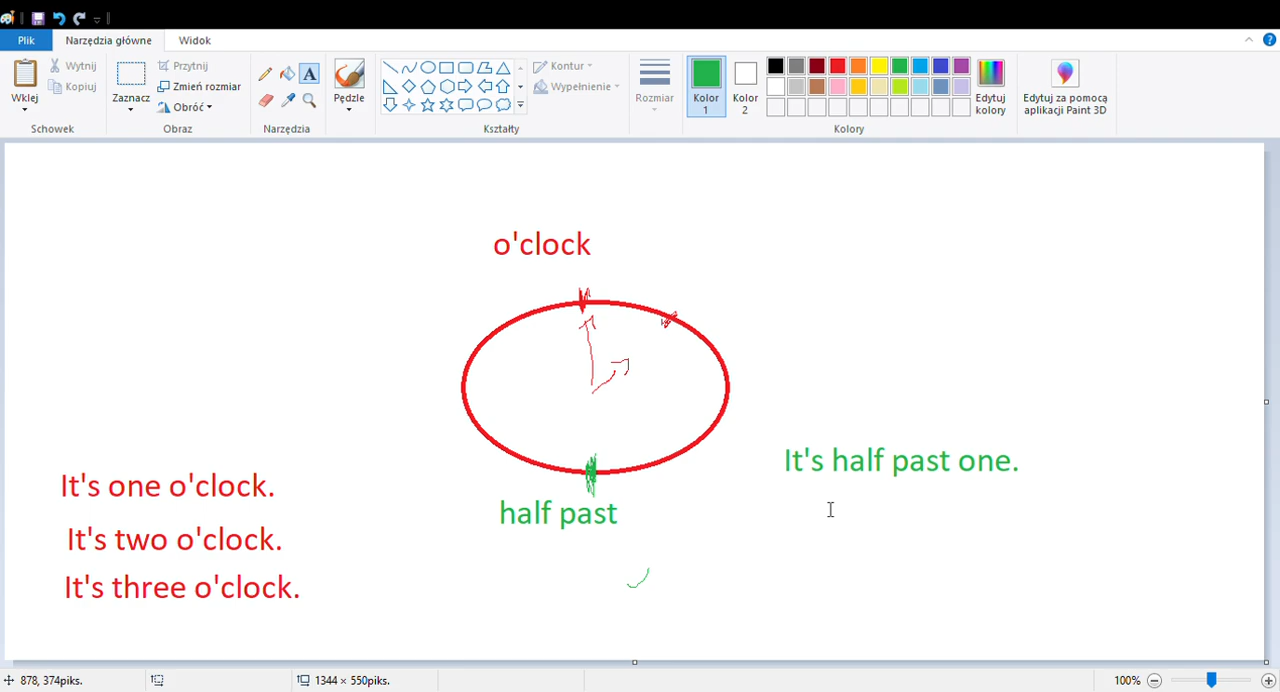 Plik Narzędzia główne Widok
Wklej
Wytnij
Kopiuj
Schowek
Zaznacz
Przytnij
Zmień rozmiar
Obróć
Obraz
A
Narzędzia
Pędzle
Kształty
Kontur
Wypełnienie
Rozmiar
Kolor 1
Kolor 2
Edytuj kolory
Kolory
Edytuj za pomocą aplikacji Paint 3D
o'clock
half past
It's one o'clock.
It's two o'clock.
It's three o'clock.
It's half past one.
878, 374piks.
1344 × 550piks.
100%